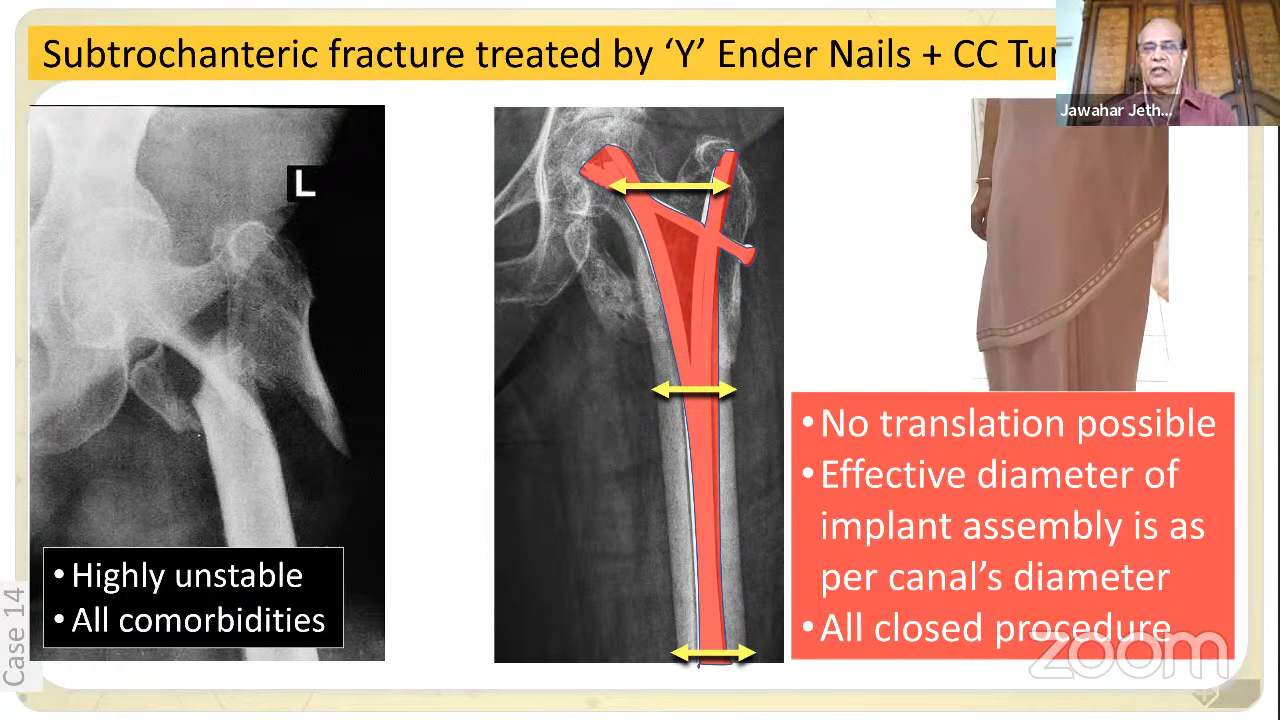 Subtrochanteric fracture treated by ‘Y’ Ender Nails + CC
Jawahar Jeth...
L
•Highly unstable
•All comorbidities
•No translation possible
•Effective diameter of
implant assembly is as
per canal’s diameter
•All closed procedure
Case 14
zoom